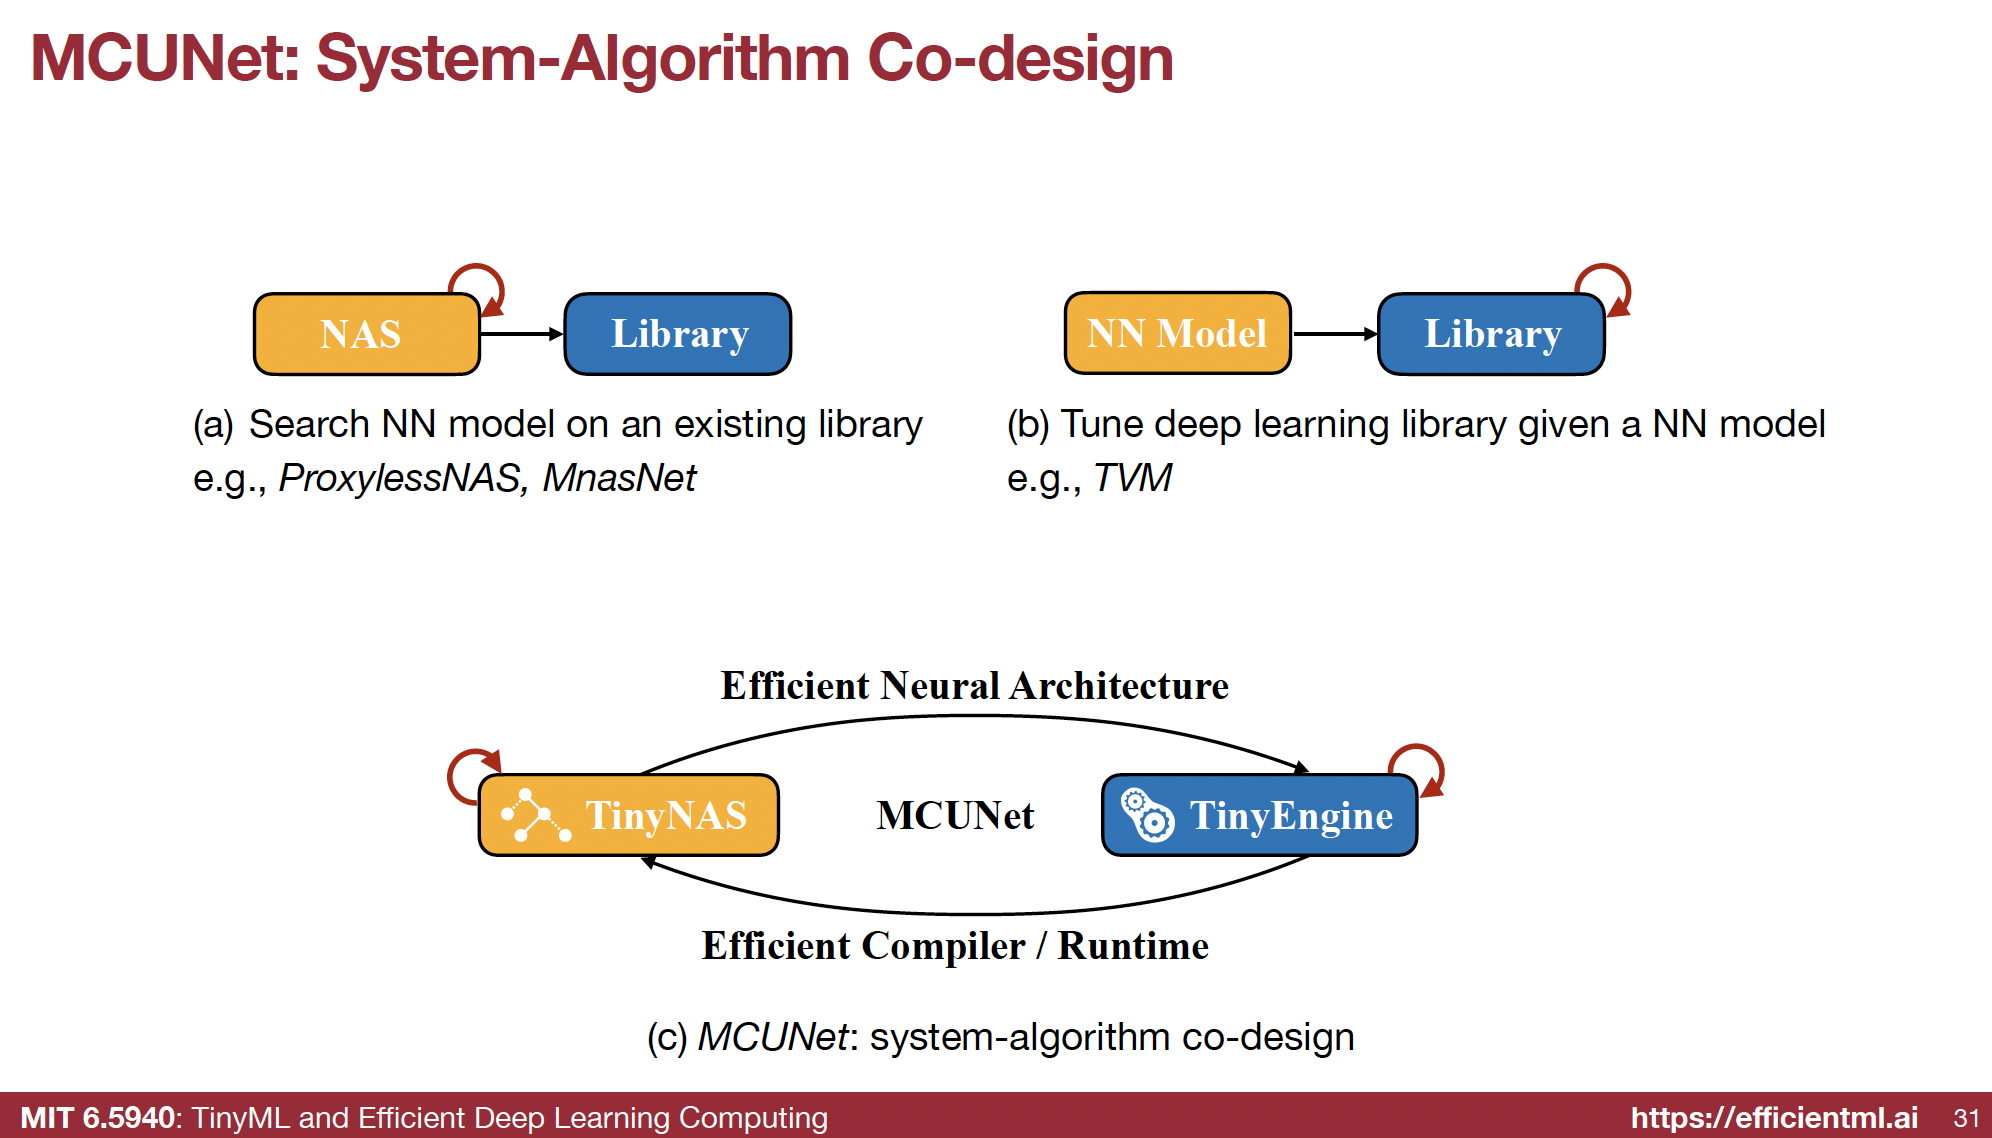 MCUNet: System-Algorithm Co-design
NAS
Library
(a) Search NN model on an existing library
e.g., ProxylessNAS, MnasNet
NN Model
Library
(b) Tune deep learning library given a NN model
e.g., TVM
Efficient Neural Architecture
TinyNAS
MCUNet
TinyEngine
Efficient Compiler / Runtime
(c) MCUNet: system-algorithm co-design
MIT 6.5940: TinyML and Efficient Deep Learning Computing
https://efficientml.ai
31